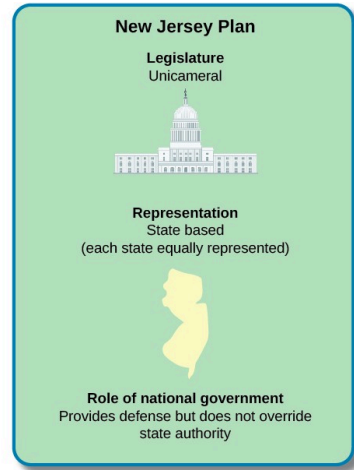 New Jersey Plan
Legislature
Unicameral
Representation
State based
(each state equally represented)
Role of national government
Provides defense but does not override
state authority